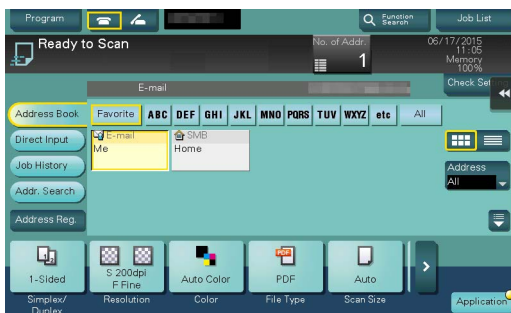 Program
Function
Search
Job List
Ready to Scan
No. of Addr.
1
06/17/2015
11:05
Memory
100%
E-mail
Check Set
Address Book
Favorite ABC DEF GHI JKL MNO PQRS TUV WXYZ etc All
Direct Input
E-mail
Me
SMB
Home
Job History
Address
All
Addr. Search
Address Reg.
1-Sided
S 200dpi
F Fine
Auto Color
PDF
Auto
Simplex/
Duplex
Resolution
Color
File Type
Scan Size
Application